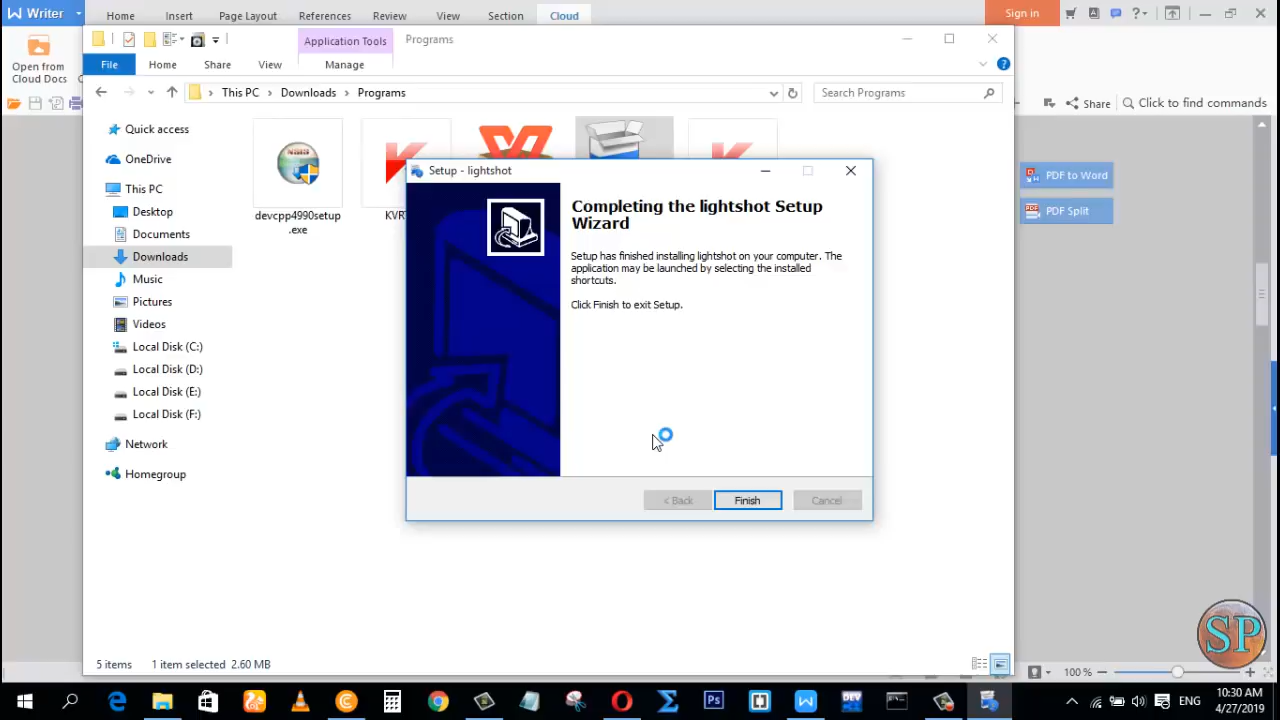 Writer
Home Insert Page Layout References Review View Section Cloud
Sign in
Open from
Cloud Docs
Application Tools
Programs
File Home Share View Manage
This PC Downloads Programs
Search Programs
Share
Click to find commands
Quick access
OneDrive
This PC
Desktop
Documents
Downloads
Music
Pictures
Videos
Local Disk (C:)
Local Disk (D:)
Local Disk (E:)
Local Disk (F:)
Network
Homegroup
NSIS
devcpp4990setup
.exe
Setup - lightshot
Completing the lightshot Setup
Wizard
Setup has finished installing lightshot on your computer. The
application may be launched by selecting the installed
shortcuts.
Click Finish to exit Setup.
< Back Finish Cancel
PDF to Word
PDF Split
5 items 1 item selected 2.60 MB
SP
100 %
Ps
DEV
ENG
10:30 AM
4/27/2019